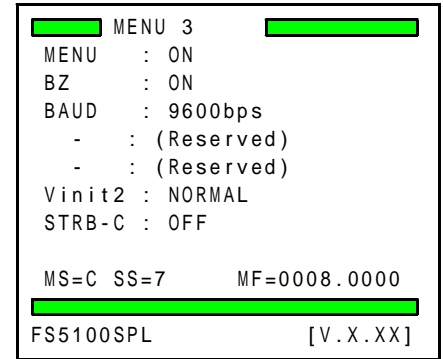 MENU 3
MENU : ON
BZ : ON
BAUD : 9600bps
- : (Reserved)
- : (Reserved)
Vinit2 : NORMAL
STRB-C : OFF
MS=C SS=7 MF=0008.0000
FS5100SPL [V.X.XX]